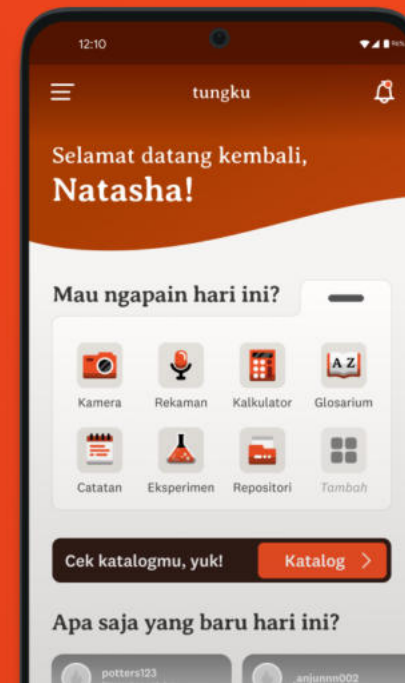 12:10
96%
tungku
Selamat datang kembali,
Natasha!
Mau ngapain hari ini?
A Z
Kamera Rekaman Kalkulator Glosarium
Catatan Eksperimen Repositori Tambah
Cek katalogmu, yuk! Katalog >
Apa saja yang baru hari ini?
potters123 anjunnn002